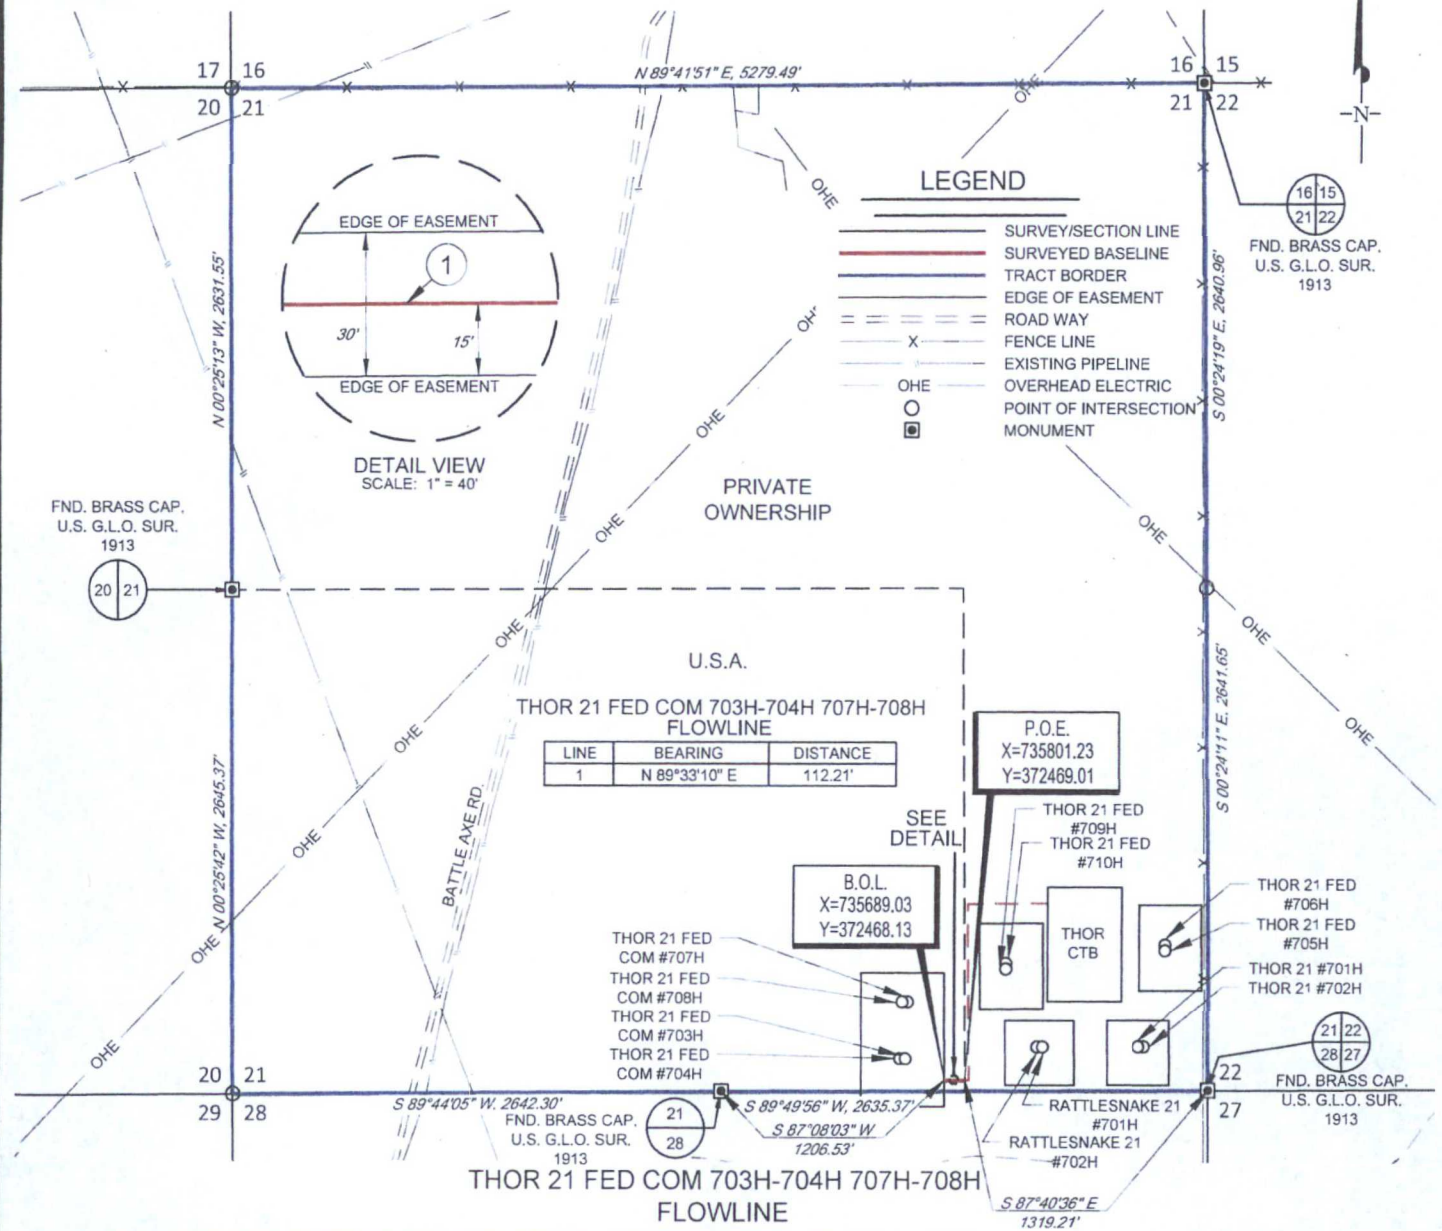 17 16
20 21
N 89°41'51" E, 5279.49'
OHE
16 15
21 22
-N-
16 15
21 22
FND. BRASS CAP.
U.S. G.L.O. SUR.
1913
LEGEND
SURVEY/SECTION LINE
SURVEYED BASELINE
TRACT BORDER
EDGE OF EASEMENT
ROAD WAY
X FENCE LINE
EXISTING PIPELINE
OHE OVERHEAD ELECTRIC
POINT OF INTERSECTION
MONUMENT
OHE
OHE
EDGE OF EASEMENT
1
30'
15'
EDGE OF EASEMENT
DETAIL VIEW
SCALE: 1" = 40'
N 00°25'13" W, 2631.55'
S 00°24'19" E, 2640.96'
OHE
PRIVATE
OWNERSHIP
OHE
OHE
FND. BRASS CAP.
U.S. G.L.O. SUR.
1913
20 21
OHE
OHE
U.S.A.
THOR 21 FED COM 703H-704H 707H-708H
FLOWLINE
LINE BEARING DISTANCE
1 N 89°33'10" E 112.21'
P.O.E.
X=735801.23
Y=372469.01
S 00°24'11" E, 2641.65'
OHE
OHE
N 00°25'42" W, 2645.37'
BATTLE AXE RD.
OHE
SEE
DETAIL
THOR 21 FED
#709H
THOR 21 FED
#710H
B.O.L.
X=735689.03
Y=372468.13
THOR
CTB
THOR 21 FED
#706H
THOR 21 FED
#705H
THOR 21 #701H
THOR 21 #702H
OHE
THOR 21 FED
COM #707H
THOR 21 FED
COM #708H
THOR 21 FED
COM #703H
THOR 21 FED
COM #704H
OHE
20 21
29 28
21 22
28 27
FND. BRASS CAP.
U.S. G.L.O. SUR.
1913
22
27
S 89°44'05" W, 2642.30'
FND. BRASS CAP.
U.S. G.L.O. SUR.
1913
21
28
S 89°49'56" W, 2635.37'
S 87°08'03" W
1206.53'
RATTLESNAKE 21
#701H
RATTLESNAKE 21
#702H
THOR 21 FED COM 703H-704H 707H-708H
FLOWLINE
S 87°40'36" E
1319.21'